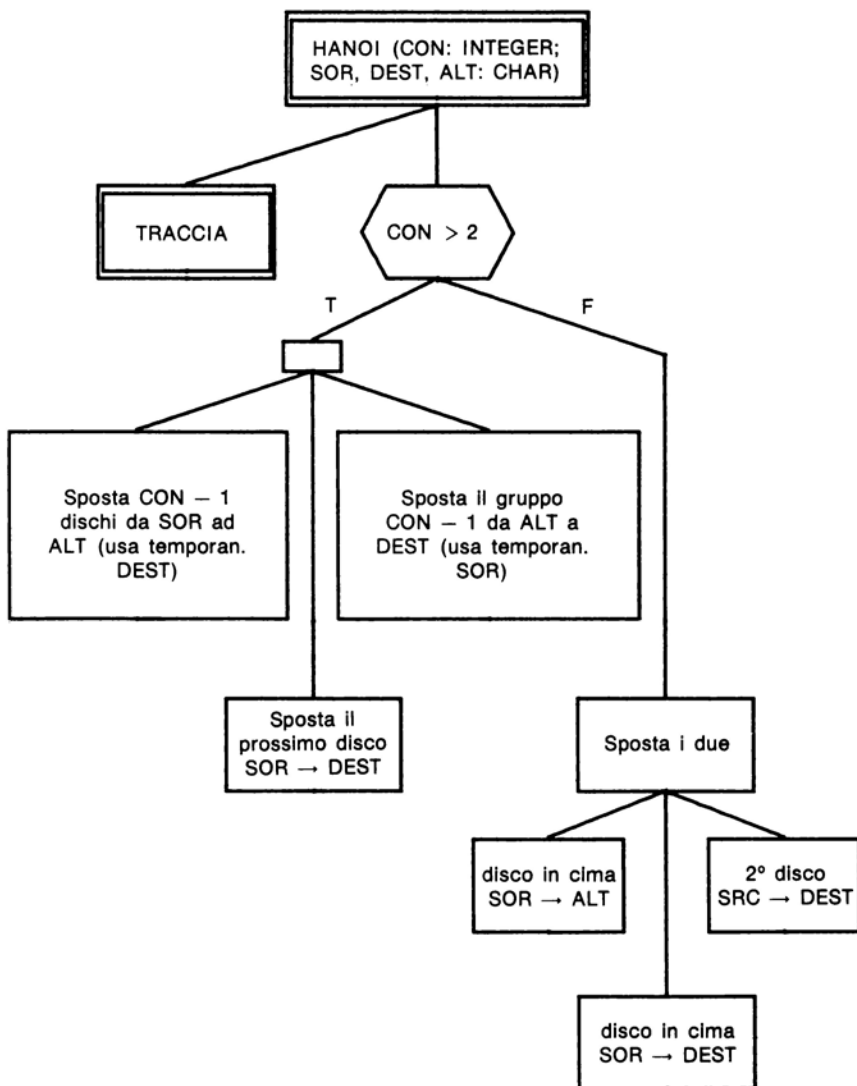 HANOI (CON: INTEGER;
SOR, DEST, ALT: CHAR)
TRACCIA
CON > 2
T
F
Sposta CON – 1
dischi da SOR ad
ALT (usa temporan.
DEST)
Sposta il gruppo
CON – 1 da ALT a
DEST (usa temporan.
SOR)
Sposta il
prossimo disco
SOR → DEST
Sposta i due
disco in cima
SOR → ALT
2º disco
SRC → DEST
disco in cima
SOR → DEST